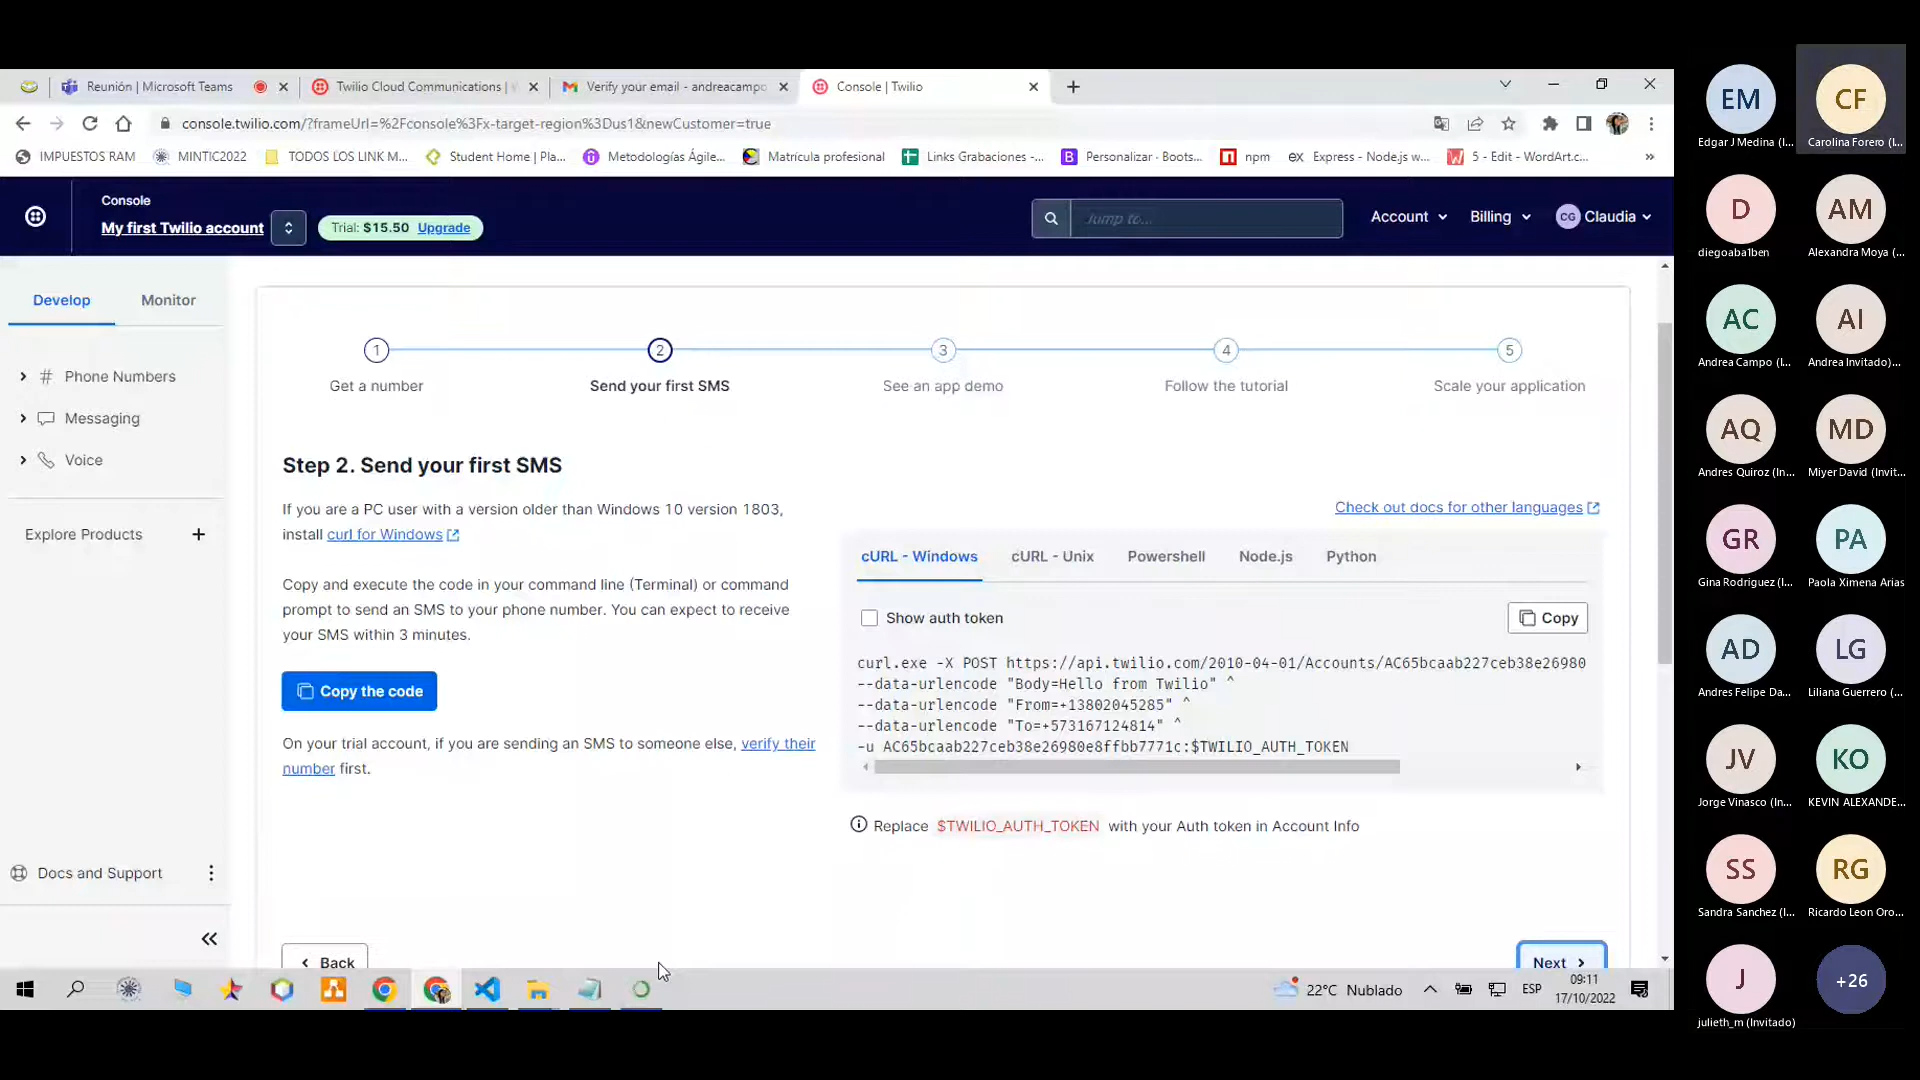 Reunión | Microsoft Teams
Twilio Cloud Communications |
Verify your email - andreacampo
Console | Twilio
console.twilio.com/?frameUrl=%2Fconsole%3Fx-target-region%3Dus1&newCustomer=true
IMPUESTOS RAM
MINTIC2022
TODOS LOS LINK M...
Student Home | Pla...
Metodologías Ágile...
Matrícula profesional
Links Grabaciones -...
Personalizar · Boots...
npm
ex Express - Node.js w...
5 - Edit - WordArt.c...
»
Console
My first Twilio account
Trial: $15.50 Upgrade
Jump to...
Account
Billing
CG Claudia
Develop
Monitor
# Phone Numbers
Messaging
Voice
Explore Products +
Docs and Support
1
2
3
4
5
Get a number
Send your first SMS
See an app demo
Follow the tutorial
Scale your application
Step 2. Send your first SMS
If you are a PC user with a version older than Windows 10 version 1803,
install curl for Windows
Copy and execute the code in your command line (Terminal) or command
prompt to send an SMS to your phone number. You can expect to receive
your SMS within 3 minutes.
Copy the code
On your trial account, if you are sending an SMS to someone else, verify their
number first.
Check out docs for other languages
cURL - Windows
cURL - Unix
Powershell
Node.js
Python
Show auth token
Copy
curl.exe -X POST https://api.twilio.com/2010-04-01/Accounts/AC65bcaab227ceb38e26980
--data-urlencode "Body=Hello from Twilio" ^
--data-urlencode "From=+13802045285" ^
--data-urlencode "To=+573167124814" ^
-u AC65bcaab227ceb38e26980e8ffbb7771c:$TWILIO_AUTH_TOKEN
Replace $TWILIO_AUTH_TOKEN with your Auth token in Account Info
Back
Next
22°C Nublado
ESP
09:11
17/10/2022
EM
Edgar J Medina (I...
CF
Carolina Forero (I...
D
diegoaba1ben
AM
Alexandra Moya (...
AC
Andrea Campo (I...
AI
Andrea Invitado)...
AQ
Andres Quiroz (In...
MD
Miyer David (Invit...
GR
Gina Rodríguez (I...
PA
Paola Ximena Arias
AD
Andres Felipe Da...
LG
Liliana Guerrero (...
JV
Jorge Vinasco (In...
KO
KEVIN ALEXANDE...
SS
Sandra Sanchez (I...
RG
Ricardo Leon Oro...
J
julieth_m (Invitado)
+26